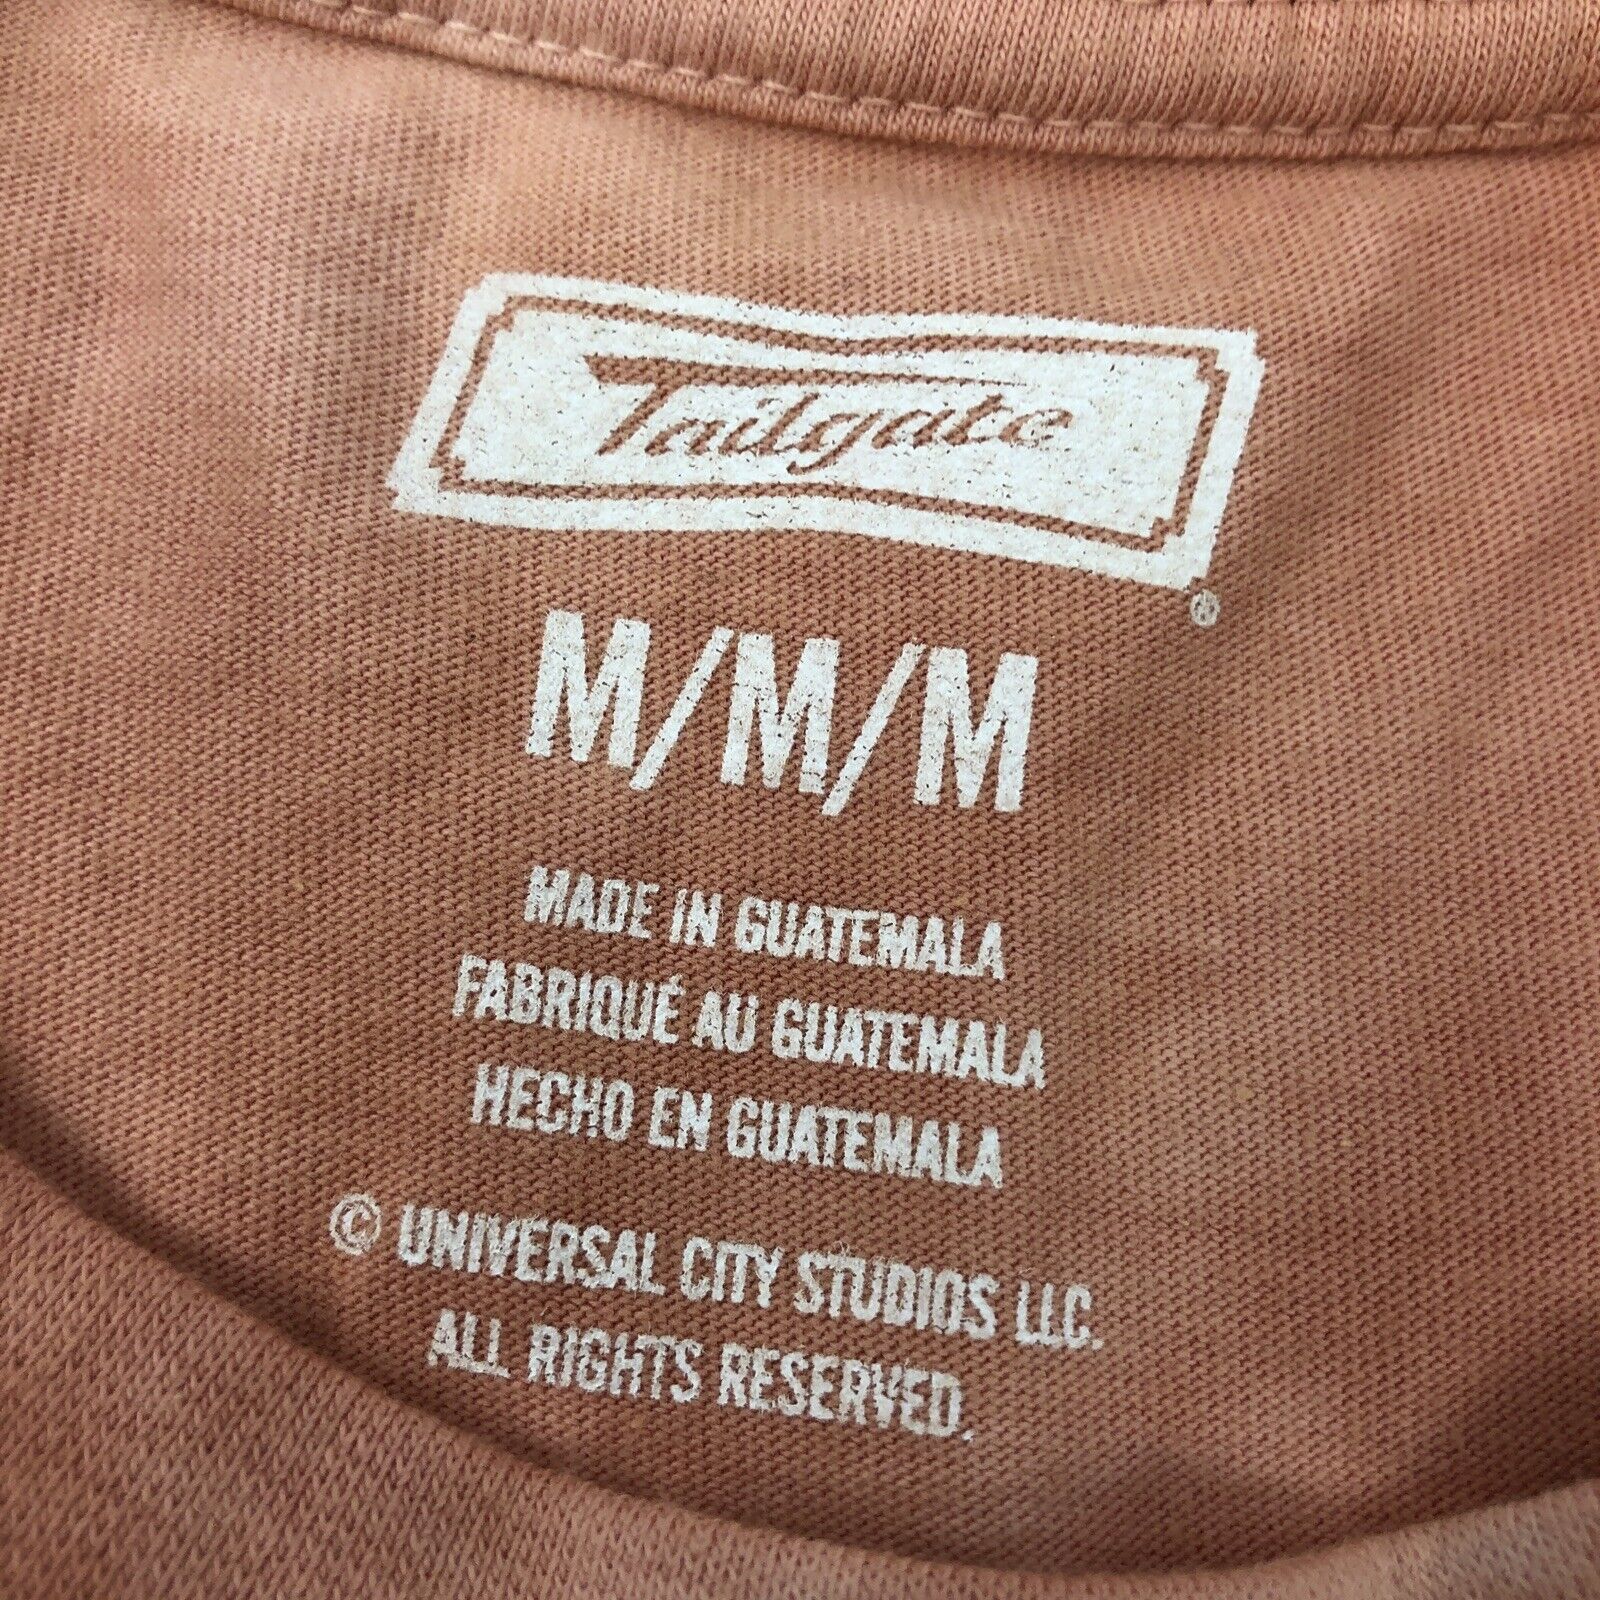 Tailgate
®
M/M/M
MADE IN GUATEMALA
FABRIQUÉ AU GUATEMALA
HECHO EN GUATEMALA
© UNIVERSAL CITY STUDIOS LLC.
ALL RIGHTS RESERVED.